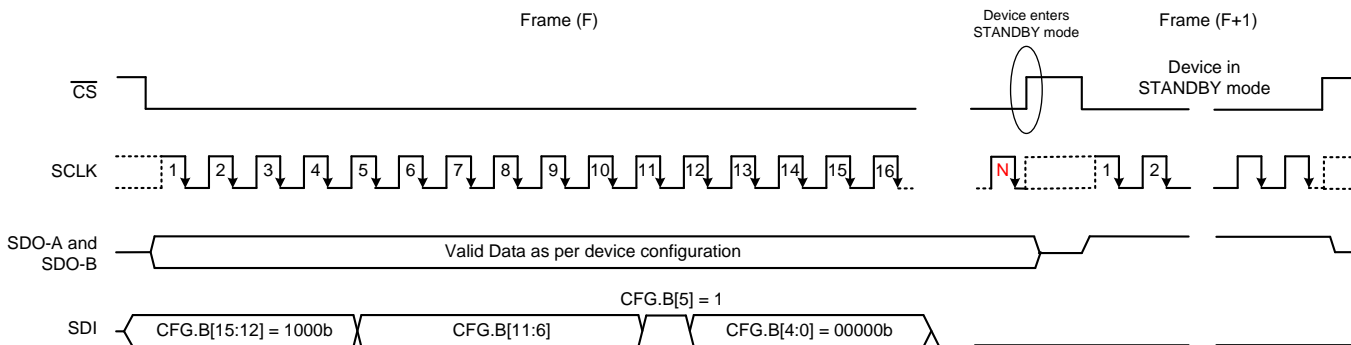 Frame (F)
Device enters
STANDBY mode
Frame (F+1)
CS
Device in
STANDBY mode
SCLK
1 2 3 4 5 6 7 8 9 10 11 12 13 14 15 16 N 1 2
SDO-A and
SDO-B
Valid Data as per device configuration
CFG.B[5] = 1
SDI
CFG.B[15:12] = 1000b
CFG.B[11:6]
CFG.B[4:0] = 00000b